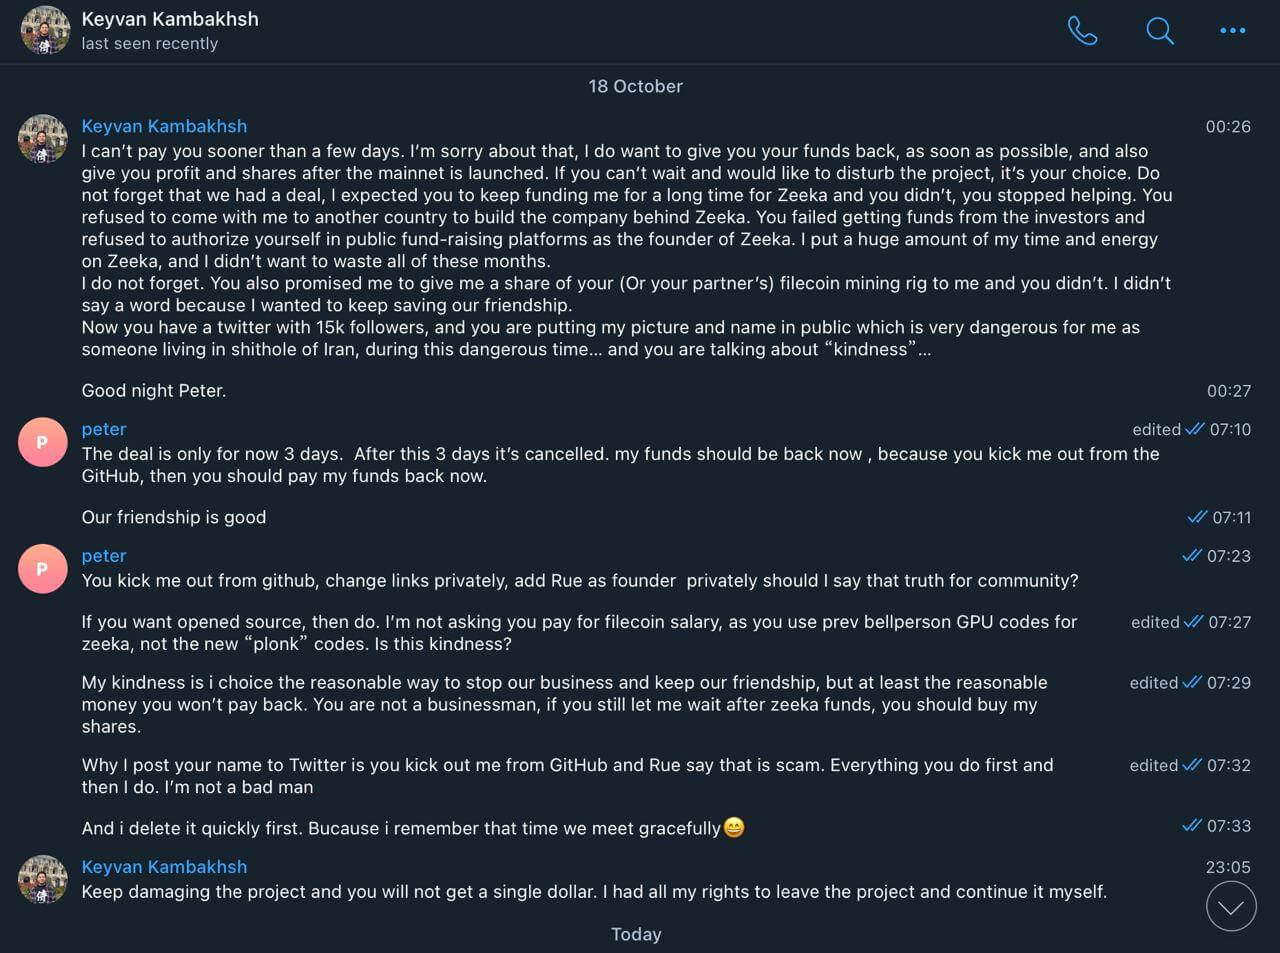 Keyvan Kambakhsh
last seen recently
18 October
Keyvan Kambakhsh 00:26
I can’t pay you sooner than a few days. I’m sorry about that, I do want to give you your funds back, as soon as possible, and also
give you profit and shares after the mainnet is launched. If you can’t wait and would like to disturb the project, it’s your choice. Do
not forget that we had a deal, I expected you to keep funding me for a long time for Zeeka and you didn’t, you stopped helping. You
refused to come with me to another country to build the company behind Zeeka. You failed getting funds from the investors and
refused to authorize yourself in public fund-raising platforms as the founder of Zeeka. I put a huge amount of my time and energy
on Zeeka, and I didn’t want to waste all of these months.
I do not forget. You also promised me to give me a share of your (Or your partner’s) filecoin mining rig to me and you didn’t. I didn’t
say a word because I wanted to keep saving our friendship.
Now you have a twitter with 15k followers, and you are putting my picture and name in public which is very dangerous for me as
someone living in shithole of Iran, during this dangerous time... and you are talking about “kindness”...
Good night Peter. 00:27
P
peter edited 07:10
The deal is only for now 3 days.  After this 3 days it’s cancelled. my funds should be back now , because you kick me out from the
GitHub, then you should pay my funds back now.
Our friendship is good 07:11
P
peter 07:23
You kick me out from github, change links privately, add Rue as founder  privately should I say that truth for community?
If you want opened source, then do. I’m not asking you pay for filecoin salary, as you use prev bellperson GPU codes for edited 07:27
zeeka, not the new “plonk” codes. Is this kindness?
My kindness is i choice the reasonable way to stop our business and keep our friendship, but at least the reasonable edited 07:29
money you won’t pay back. You are not a businessman, if you still let me wait after zeeka funds, you should buy my
shares.
Why I post your name to Twitter is you kick out me from GitHub and Rue say that is scam. Everything you do first and edited 07:32
then I do. I’m not a bad man
And i delete it quickly first. Bucause i remember that time we meet gracefully😄 07:33
Keyvan Kambakhsh 23:05
Keep damaging the project and you will not get a single dollar. I had all my rights to leave the project and continue it myself.
Today